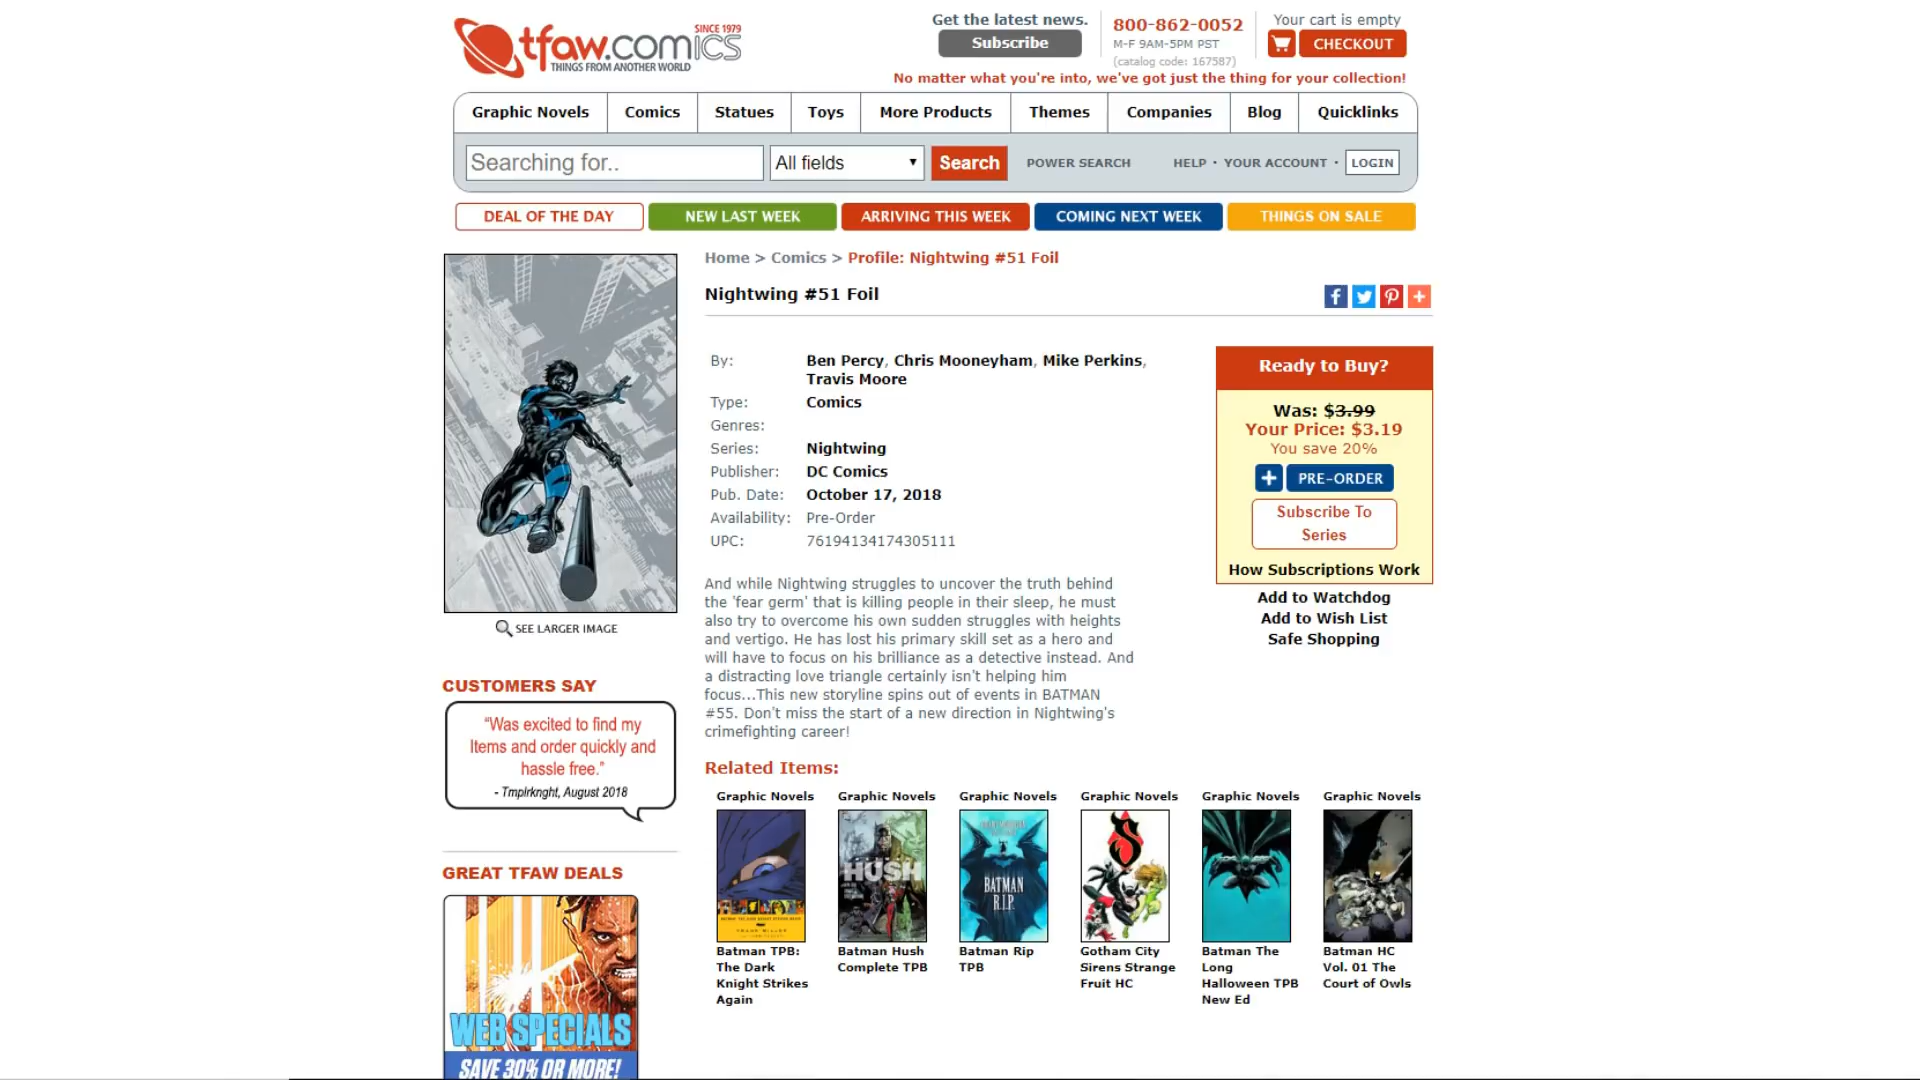 tfaw.comics SINCE 1979
THINGS FROM ANOTHER WORLD
Get the latest news.
Subscribe
800-862-0052
M-F 9AM-5PM PST
(catalog code: 167587)
Your cart is empty
CHECKOUT
No matter what you're into, we've got just the thing for your collection!
Graphic Novels Comics Statues Toys More Products Themes Companies Blog Quicklinks
Searching for.. All fields Search POWER SEARCH HELP · YOUR ACCOUNT · LOGIN
DEAL OF THE DAY NEW LAST WEEK ARRIVING THIS WEEK COMING NEXT WEEK THINGS ON SALE
Home > Comics > Profile: Nightwing #51 Foil
Nightwing #51 Foil
By: Ben Percy, Chris Mooneyham, Mike Perkins,
Travis Moore
Type: Comics
Genres:
Series: Nightwing
Publisher: DC Comics
Pub. Date: October 17, 2018
Availability: Pre-Order
UPC: 76194134174305111
Ready to Buy?
Was: $3.99
Your Price: $3.19
You save 20%
+ PRE-ORDER
Subscribe To
Series
How Subscriptions Work
Add to Watchdog
Add to Wish List
Safe Shopping
And while Nightwing struggles to uncover the truth behind
the 'fear germ' that is killing people in their sleep, he must
also try to overcome his own sudden struggles with heights
and vertigo. He has lost his primary skill set as a hero and
will have to focus on his brilliance as a detective instead. And
a distracting love triangle certainly isn't helping him
focus...This new storyline spins out of events in BATMAN
#55. Don't miss the start of a new direction in Nightwing's
crimefighting career!
SEE LARGER IMAGE
CUSTOMERS SAY
“Was excited to find my
Items and order quickly and
hassle free.”
- Tmplrknght, August 2018
GREAT TFAW DEALS
WEB SPECIALS
SAVE 30% OR MORE!
Related Items:
Graphic Novels Graphic Novels Graphic Novels Graphic Novels Graphic Novels Graphic Novels
HUSH
BATMAN
R.I.P.
Batman TPB:
The Dark
Knight Strikes
Again
Batman Hush
Complete TPB
Batman Rip
TPB
Gotham City
Sirens Strange
Fruit HC
Batman The
Long
Halloween TPB
New Ed
Batman HC
Vol. 01 The
Court of Owls